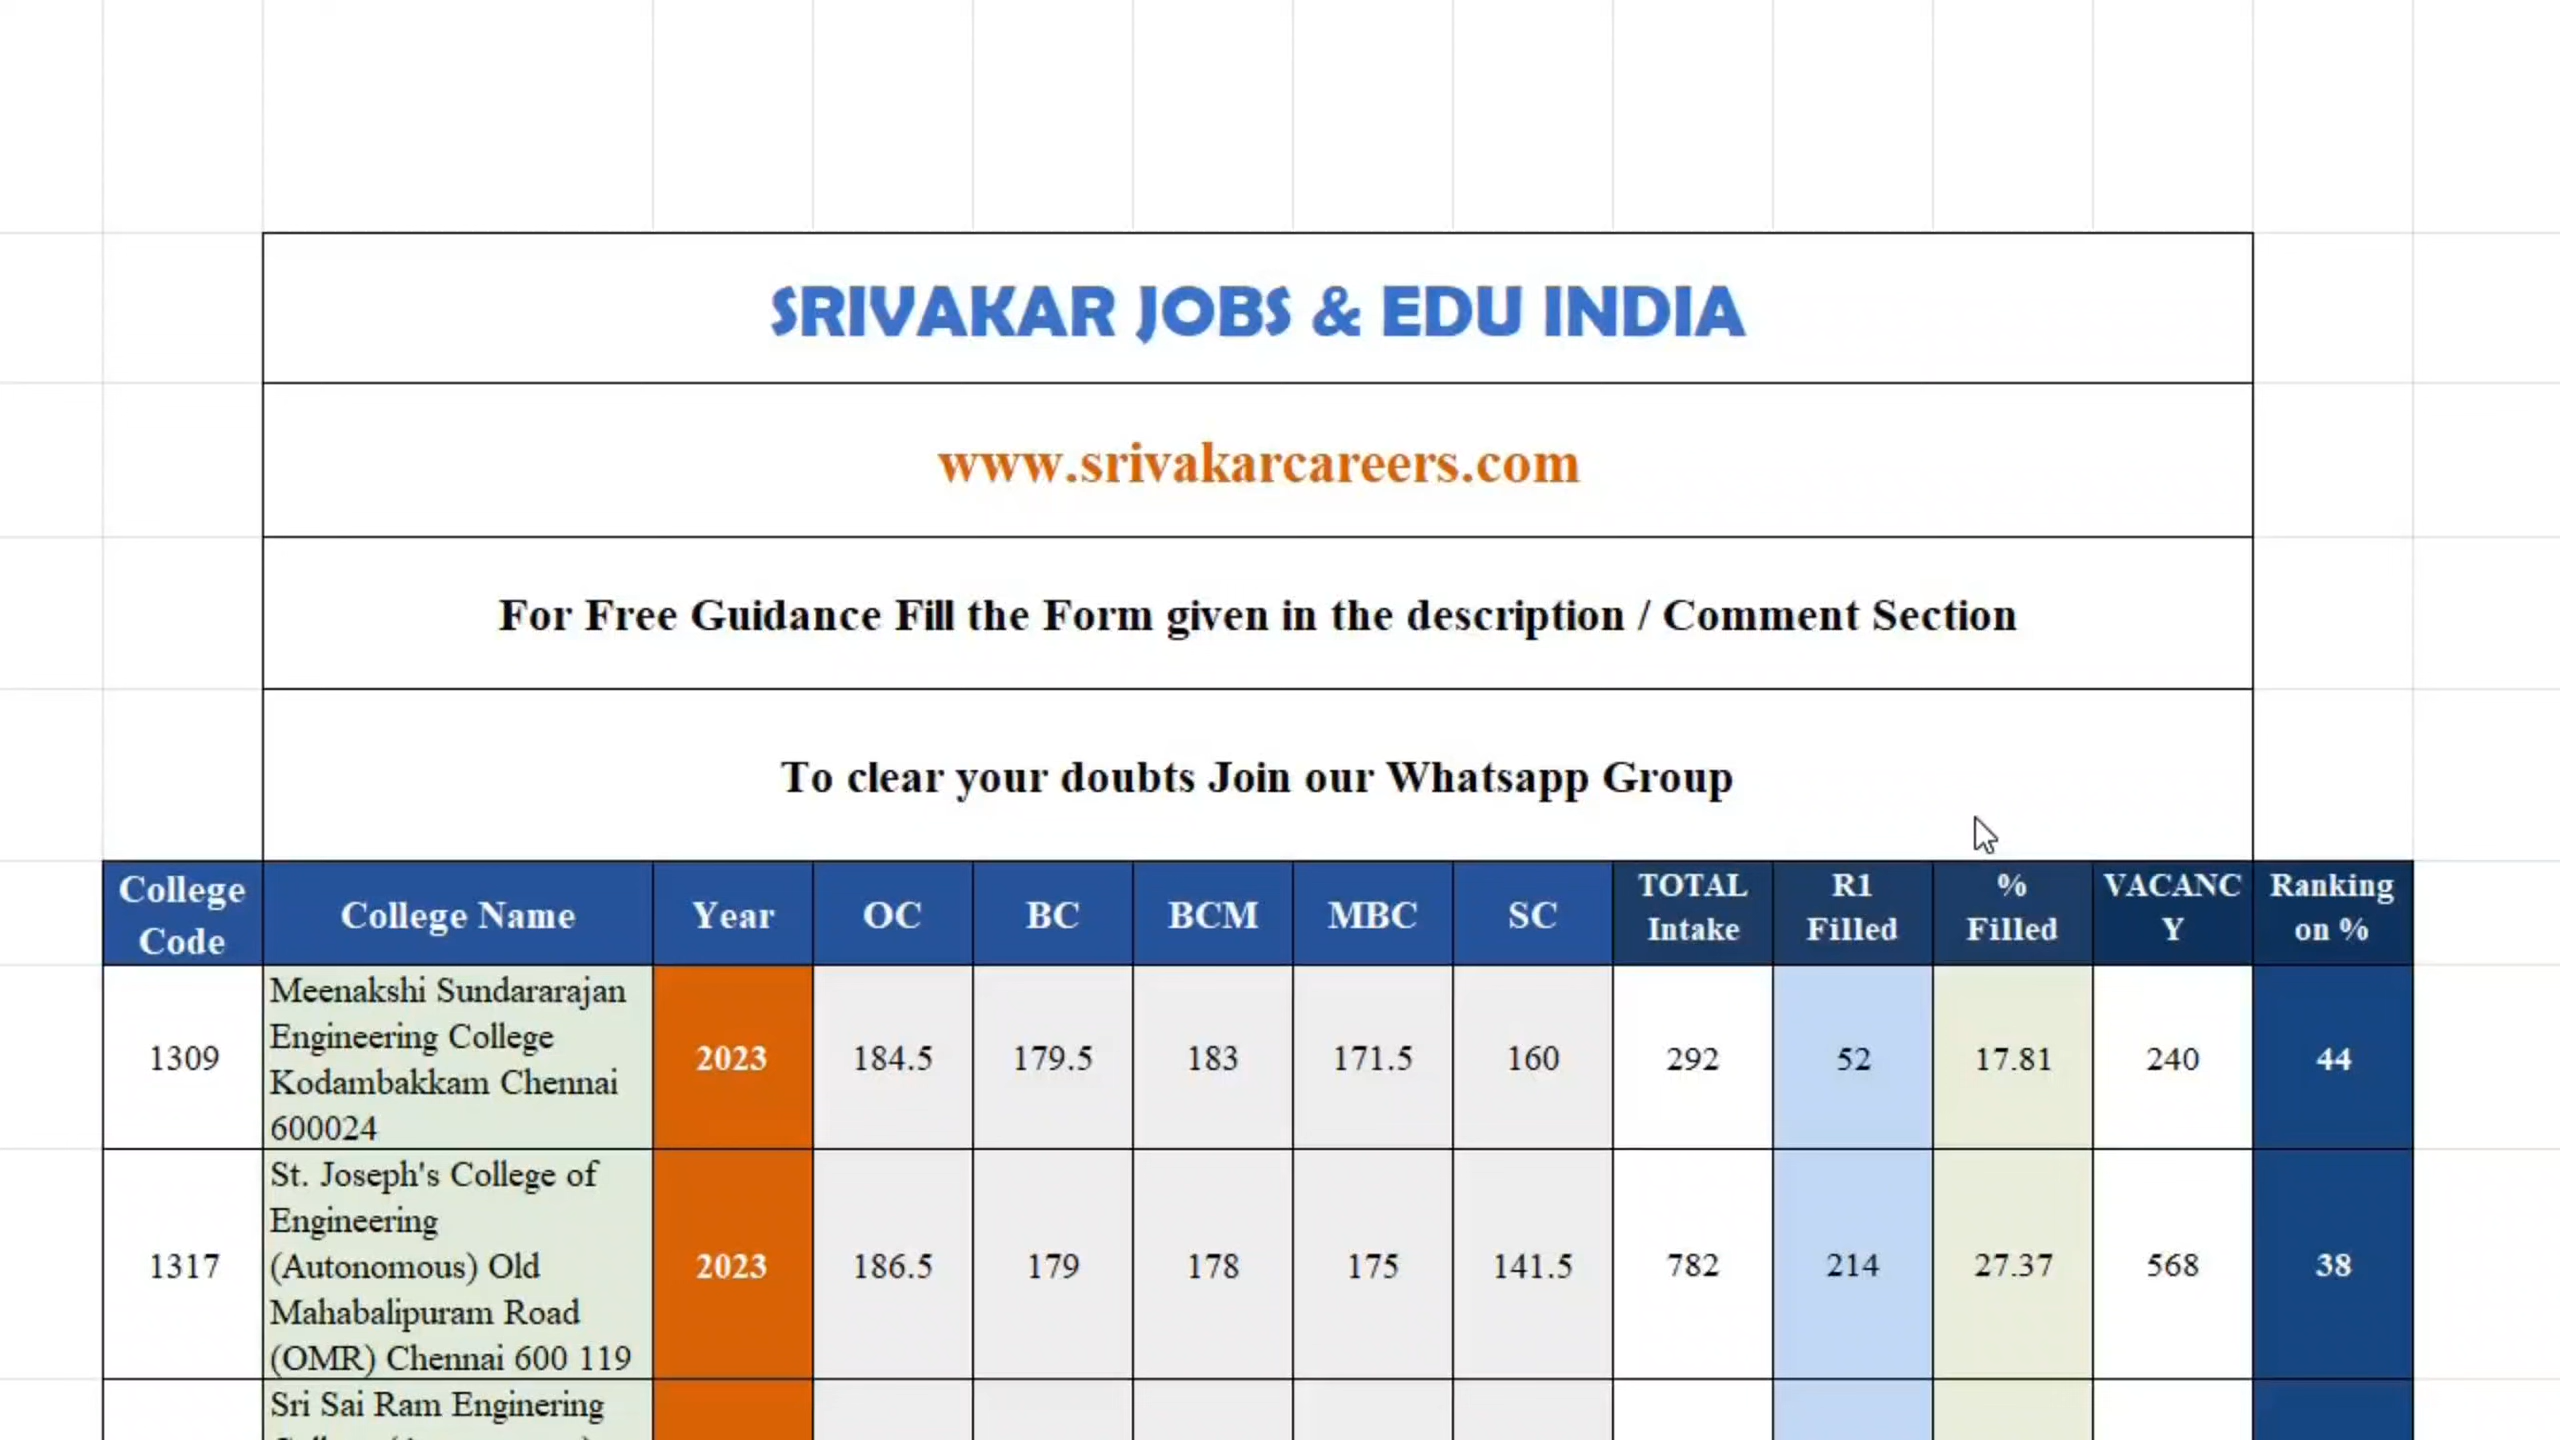 SRIVAKAR JOBS & EDU INDIA
www.srivakarcareers.com
For Free Guidance Fill the Form given in the description / Comment Section
To clear your doubts Join our Whatsapp Group
College Code College Name Year OC BC BCM MBC SC TOTAL Intake R1 Filled % Filled VACANCY Ranking on %
1309 Meenakshi Sundararajan Engineering College Kodambakkam Chennai 600024 2023 184.5 179.5 183 171.5 160 292 52 17.81 240 44
1317 St. Joseph's College of Engineering (Autonomous) Old Mahabalipuram Road (OMR) Chennai 600 119 2023 186.5 179 178 175 141.5 782 214 27.37 568 38
Sri Sai Ram Enginering